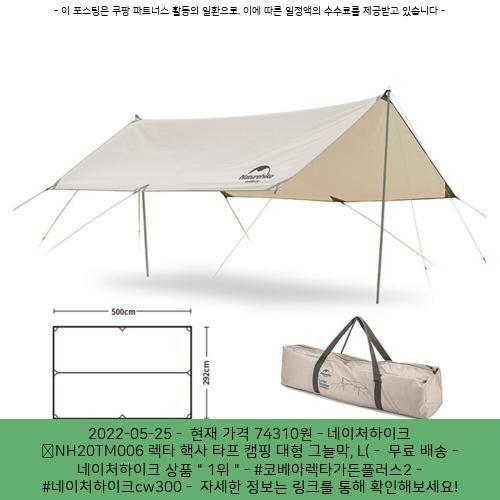 - 이 포스팅은 쿠팡 파트너스 활동의 일환으로, 이에 따른 일정액의 수수료를 제공받고 있습니다 -
Naturehike
500cm
292cm
2022-05-25 - 현재 가격 74310원 - 네이처하이크
NH20TM006 렉타 핵사 타프 캠핑 대형 그늘막, L( - 무료 배송 -
네이처하이크 상품 " 1위 " - #코베아렉타가든플러스2 -
#네이처하이크cw300 - 자세한 정보는 링크를 통해 확인해보세요!